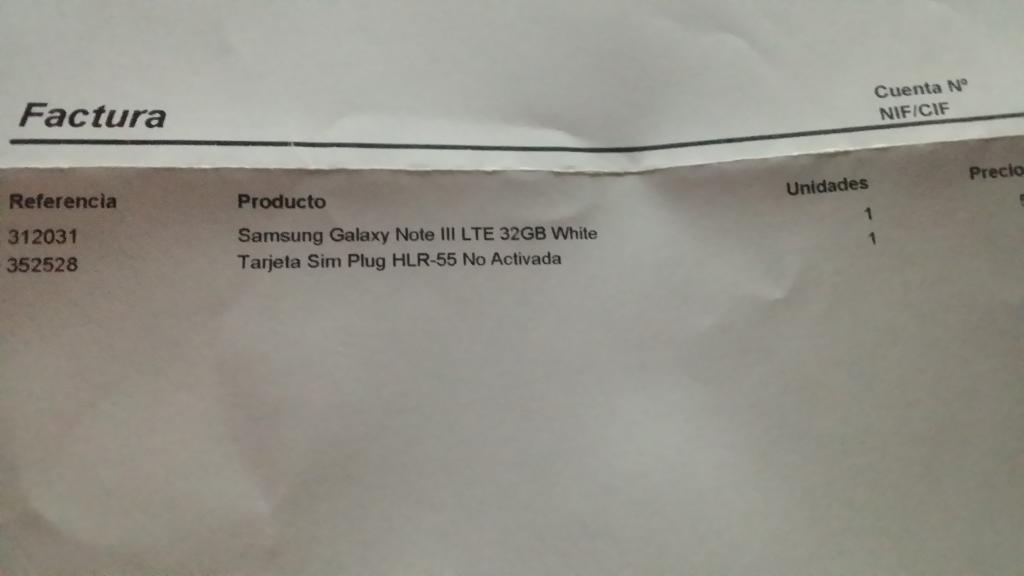 Factura
Cuenta Nº
NIF/CIF
Referencia Producto Unidades Precio
312031 Samsung Galaxy Note III LTE 32GB White 1
352528 Tarjeta Sim Plug HLR-55 No Activada 1